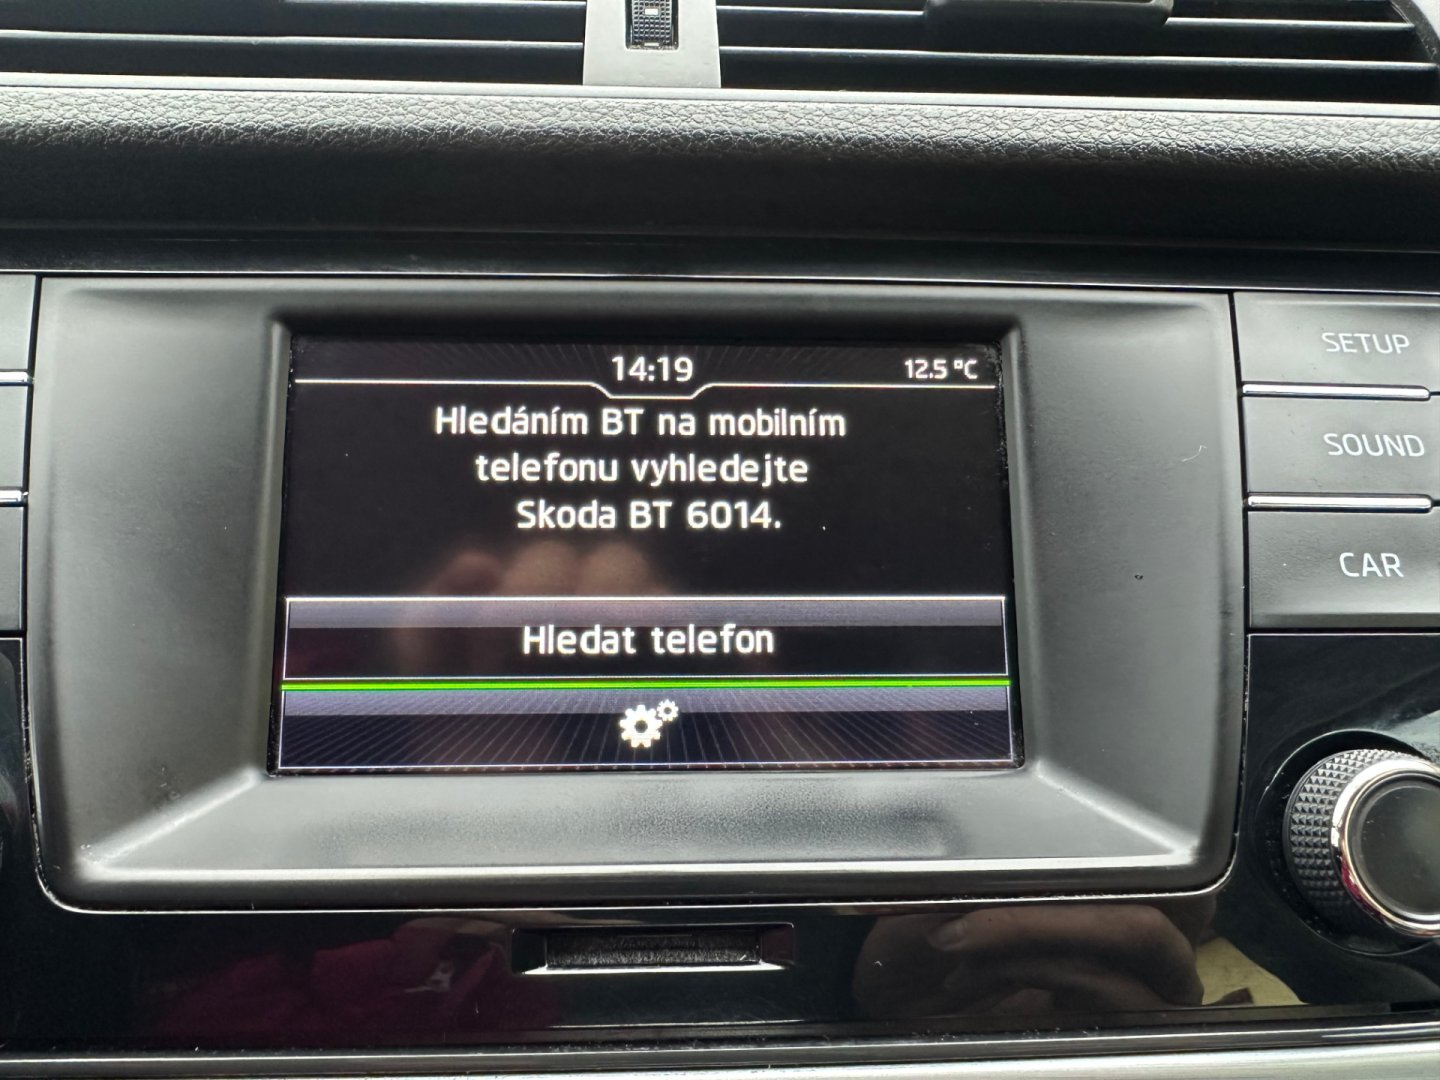 14:19
12.5 °C
Hledáním BT na mobilním
telefonu vyhledejte
Skoda BT 6014.
Hledat telefon
SETUP
SOUND
CAR